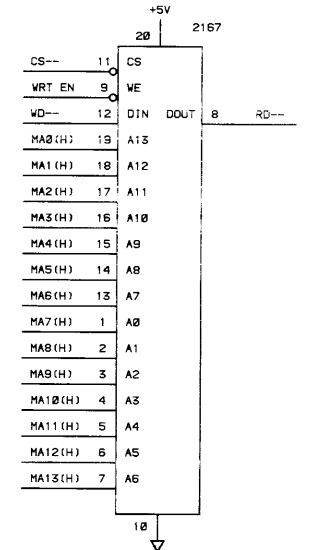 +5V
20 2167
CS-- 11 CS
WRT EN 9 WE
WD-- 12 DIN DOUT 8 RD--
MA0(H) 19 A13
MA1(H) 18 A12
MA2(H) 17 A11
MA3(H) 16 A10
MA4(H) 15 A9
MA5(H) 14 A8
MA6(H) 13 A7
MA7(H) 1 A0
MA8(H) 2 A1
MA9(H) 3 A2
MA10(H) 4 A3
MA11(H) 5 A4
MA12(H) 6 A5
MA13(H) 7 A6
10